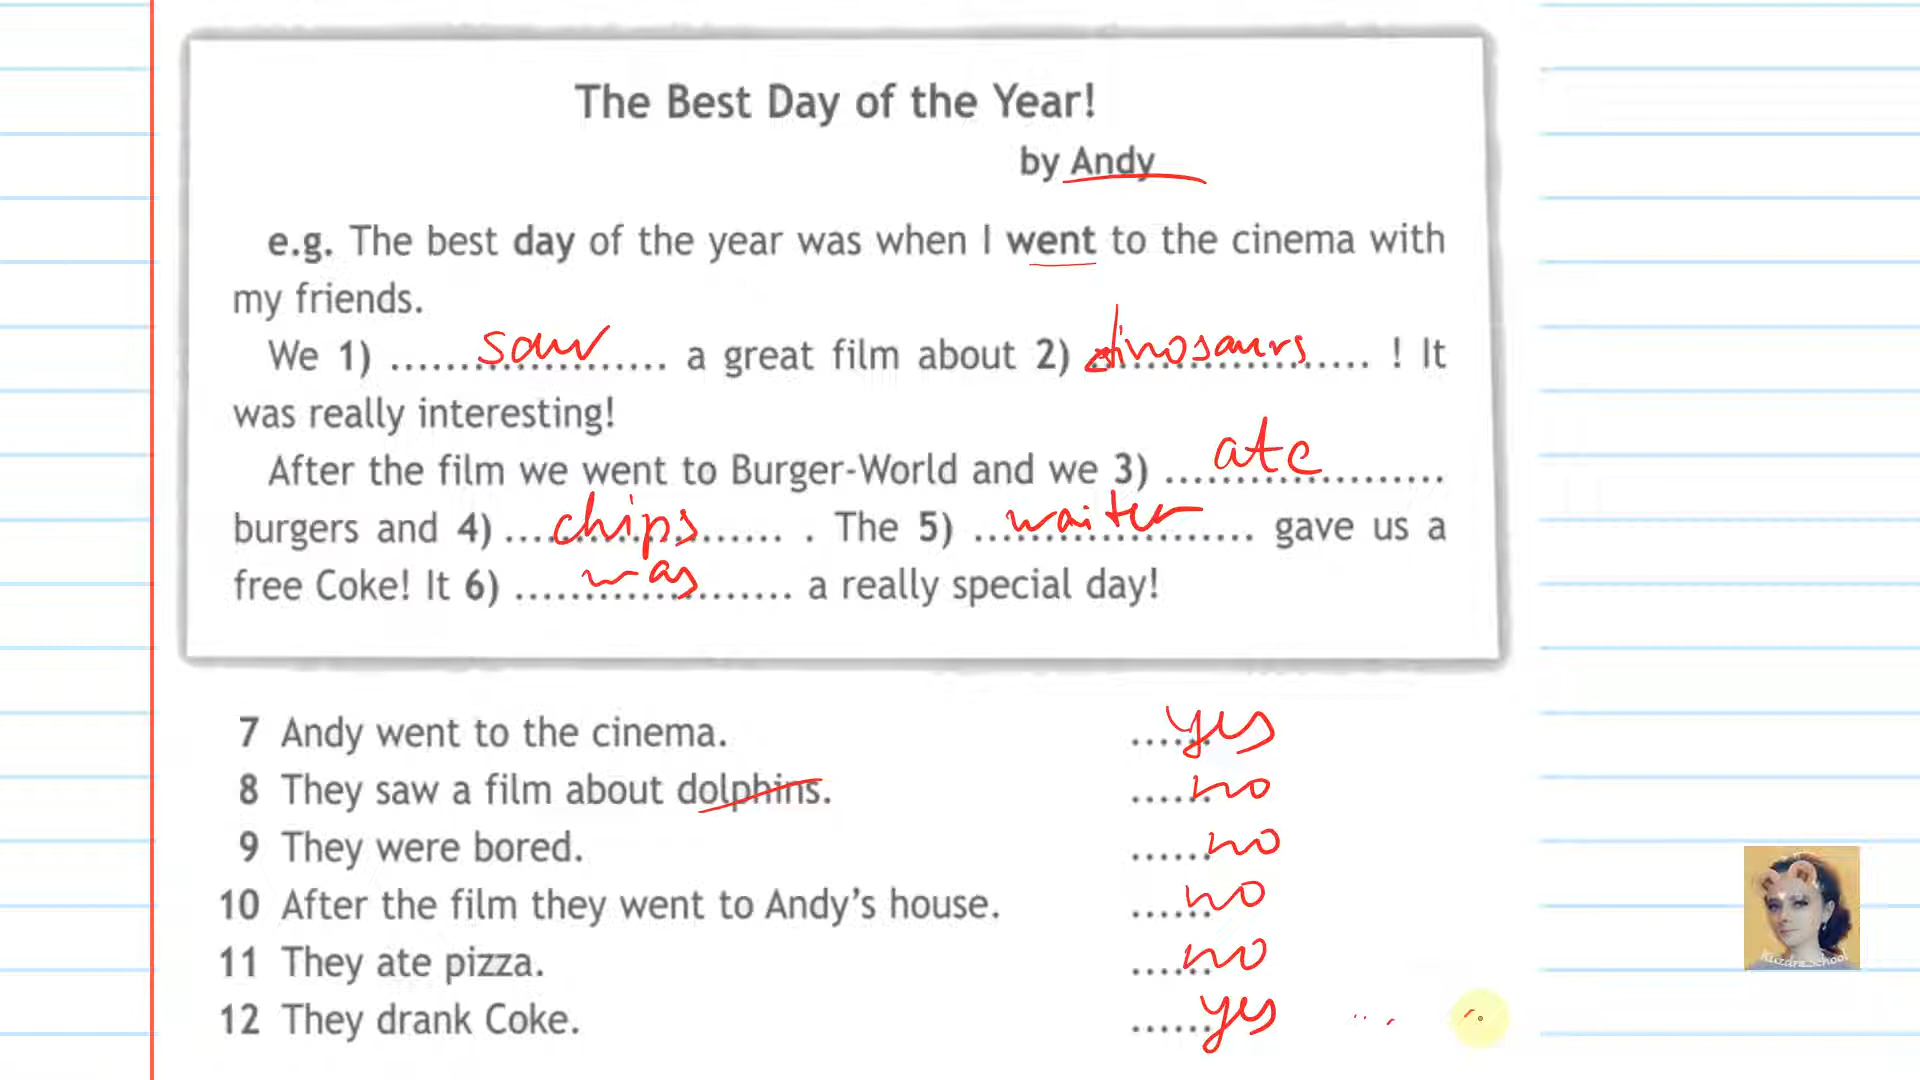 The Best Day of the Year!
by Andy
e.g. The best day of the year was when I went to the cinema with
my friends.
We 1) ........saw........ a great film about 2) dinosaurs........ ! It
was really interesting!
After the film we went to Burger-World and we 3) ....ate........
burgers and 4) ....chips........ . The 5) ...waiter.... gave us a
free Coke! It 6) ......was........ a really special day!
7 Andy went to the cinema. ......yes
8 They saw a film about dolphins. ......no
9 They were bored. ......no
10 After the film they went to Andy's house. ......no
11 They ate pizza. ......no
12 They drank Coke. ......yes
Kuzdra_School